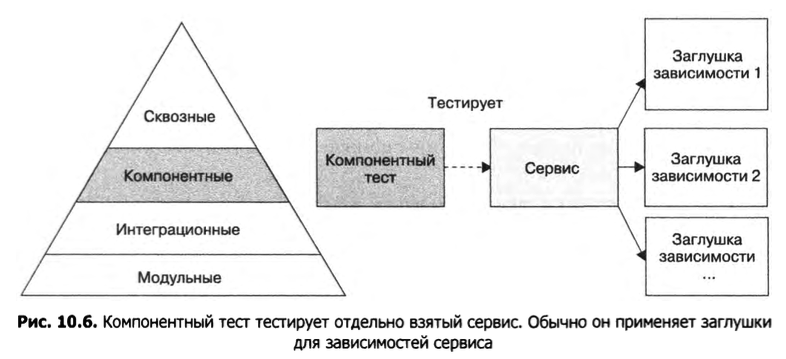 Сквозные
Компонентные
Интеграционные
Модульные
Тестирует
Компонентный
тест
Сервис
Заглушка
зависимости 1
Заглушка
зависимости 2
Заглушка
зависимости
...
Рис. 10.6. Компонентный тест тестирует отдельно взятый сервис. Обычно он применяет заглушки
для зависимостей сервиса